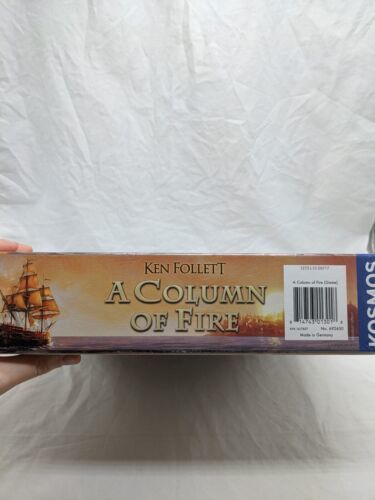 KEN FOLLETT
A COLUMN
OF FIRE
A Column of Fire (Game)
Made in Germany
KOSMOS